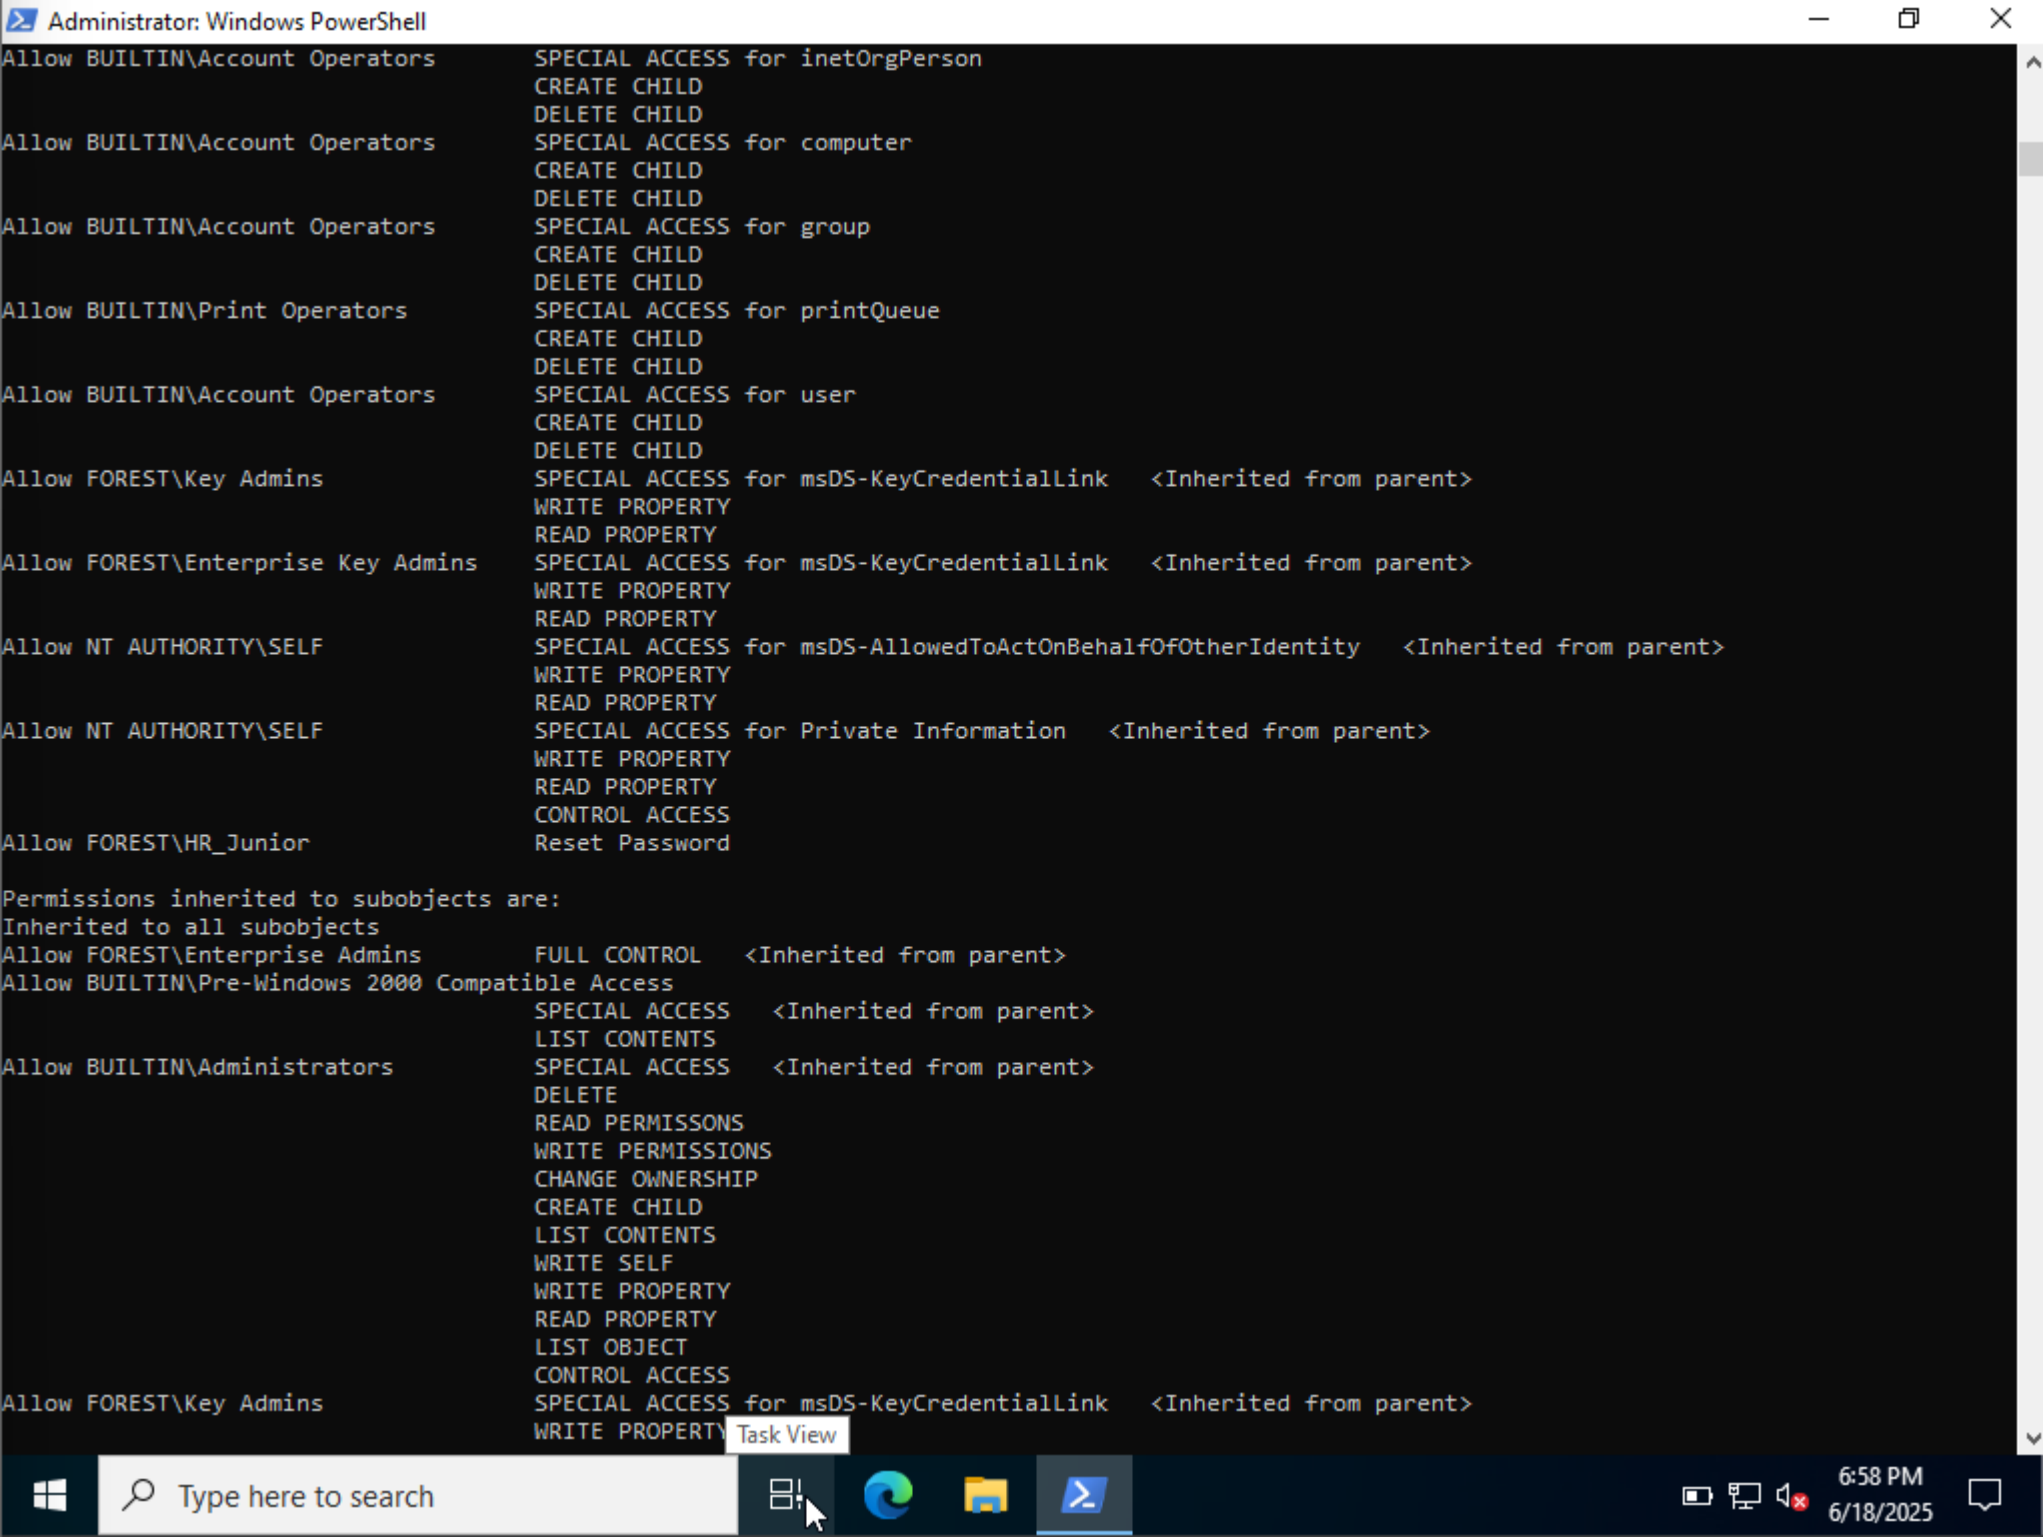 Administrator: Windows PowerShell
Allow BUILTIN\Account Operators SPECIAL ACCESS for inetOrgPerson
CREATE CHILD
DELETE CHILD
Allow BUILTIN\Account Operators SPECIAL ACCESS for computer
CREATE CHILD
DELETE CHILD
Allow BUILTIN\Account Operators SPECIAL ACCESS for group
CREATE CHILD
DELETE CHILD
Allow BUILTIN\Print Operators SPECIAL ACCESS for printQueue
CREATE CHILD
DELETE CHILD
Allow BUILTIN\Account Operators SPECIAL ACCESS for user
CREATE CHILD
DELETE CHILD
Allow FOREST\Key Admins SPECIAL ACCESS for msDS-KeyCredentialLink <Inherited from parent>
WRITE PROPERTY
READ PROPERTY
Allow FOREST\Enterprise Key Admins SPECIAL ACCESS for msDS-KeyCredentialLink <Inherited from parent>
WRITE PROPERTY
READ PROPERTY
Allow NT AUTHORITY\SELF SPECIAL ACCESS for msDS-AllowedToActOnBehalfOfOtherIdentity <Inherited from parent>
WRITE PROPERTY
READ PROPERTY
Allow NT AUTHORITY\SELF SPECIAL ACCESS for Private Information <Inherited from parent>
WRITE PROPERTY
READ PROPERTY
CONTROL ACCESS
Allow FOREST\HR_Junior Reset Password
Permissions inherited to subobjects are:
Inherited to all subobjects
Allow FOREST\Enterprise Admins FULL CONTROL <Inherited from parent>
Allow BUILTIN\Pre-Windows 2000 Compatible Access
SPECIAL ACCESS <Inherited from parent>
LIST CONTENTS
Allow BUILTIN\Administrators SPECIAL ACCESS <Inherited from parent>
DELETE
READ PERMISSONS
WRITE PERMISSIONS
CHANGE OWNERSHIP
CREATE CHILD
LIST CONTENTS
WRITE SELF
WRITE PROPERTY
READ PROPERTY
LIST OBJECT
CONTROL ACCESS
Allow FOREST\Key Admins SPECIAL ACCESS for msDS-KeyCredentialLink <Inherited from parent>
WRITE PROPERTY
Task View
Type here to search
6:58 PM
6/18/2025